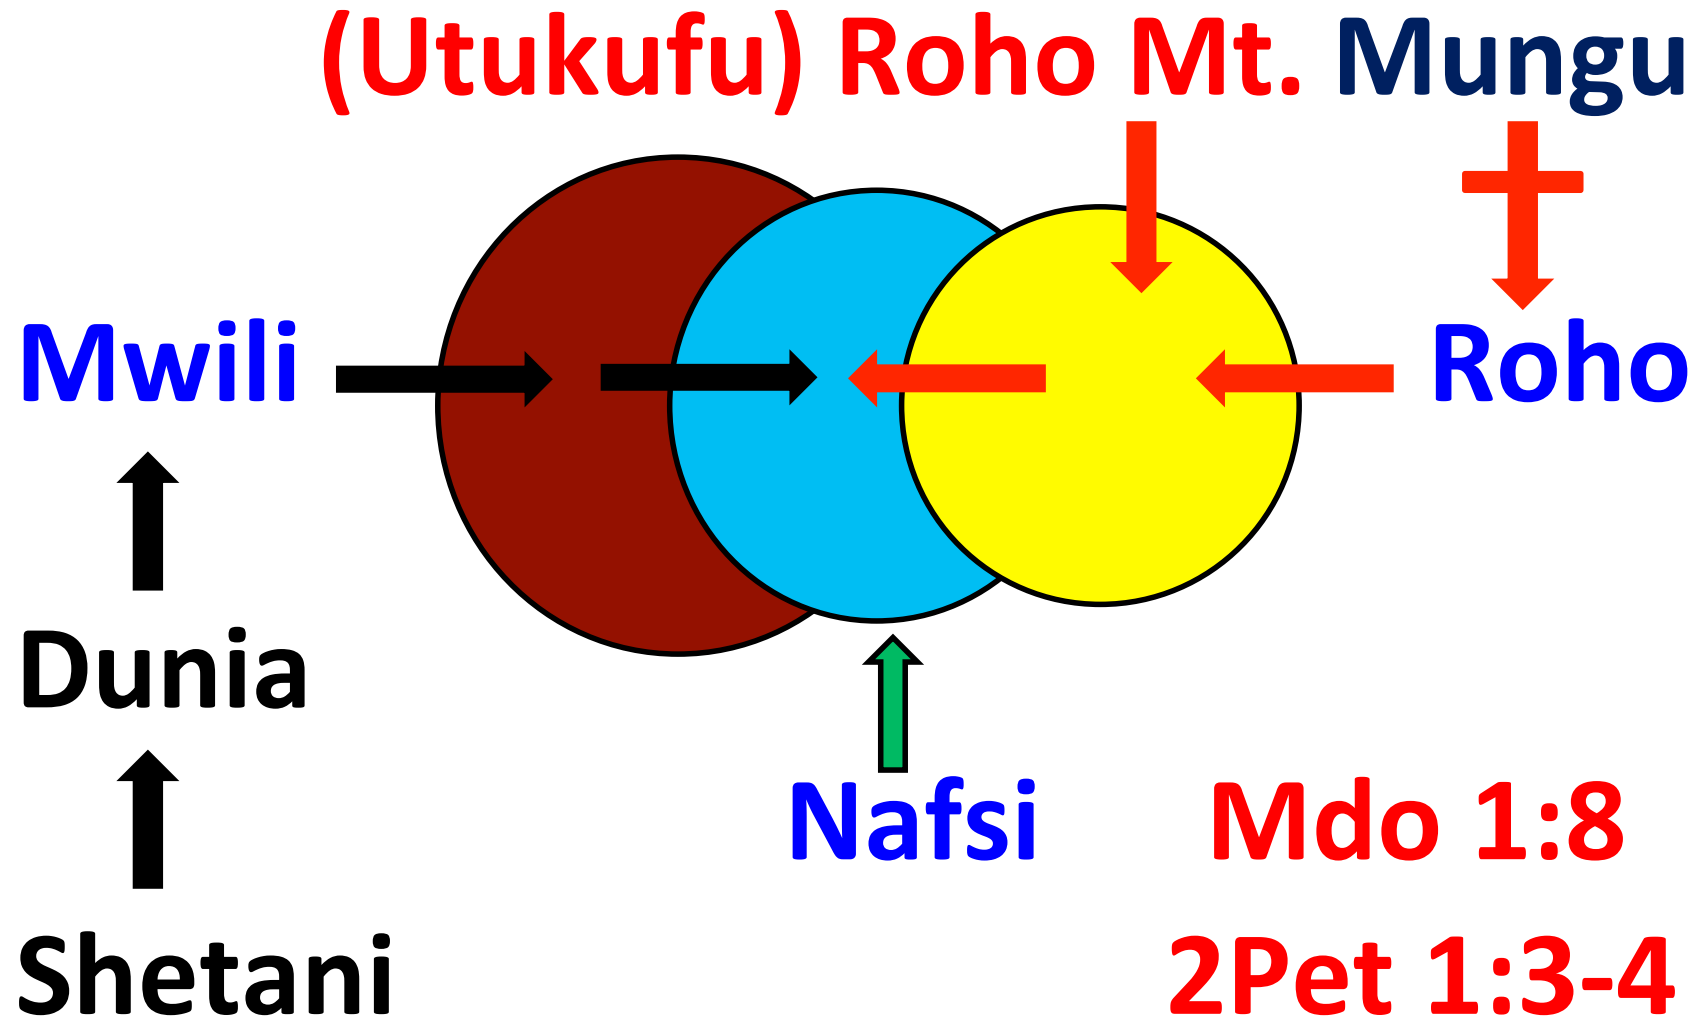 (Utukufu) Roho Mt. Mungu
Mwili
Roho
Dunia
Nafsi
Mdo 1:8
Shetani
2Pet 1:3-4